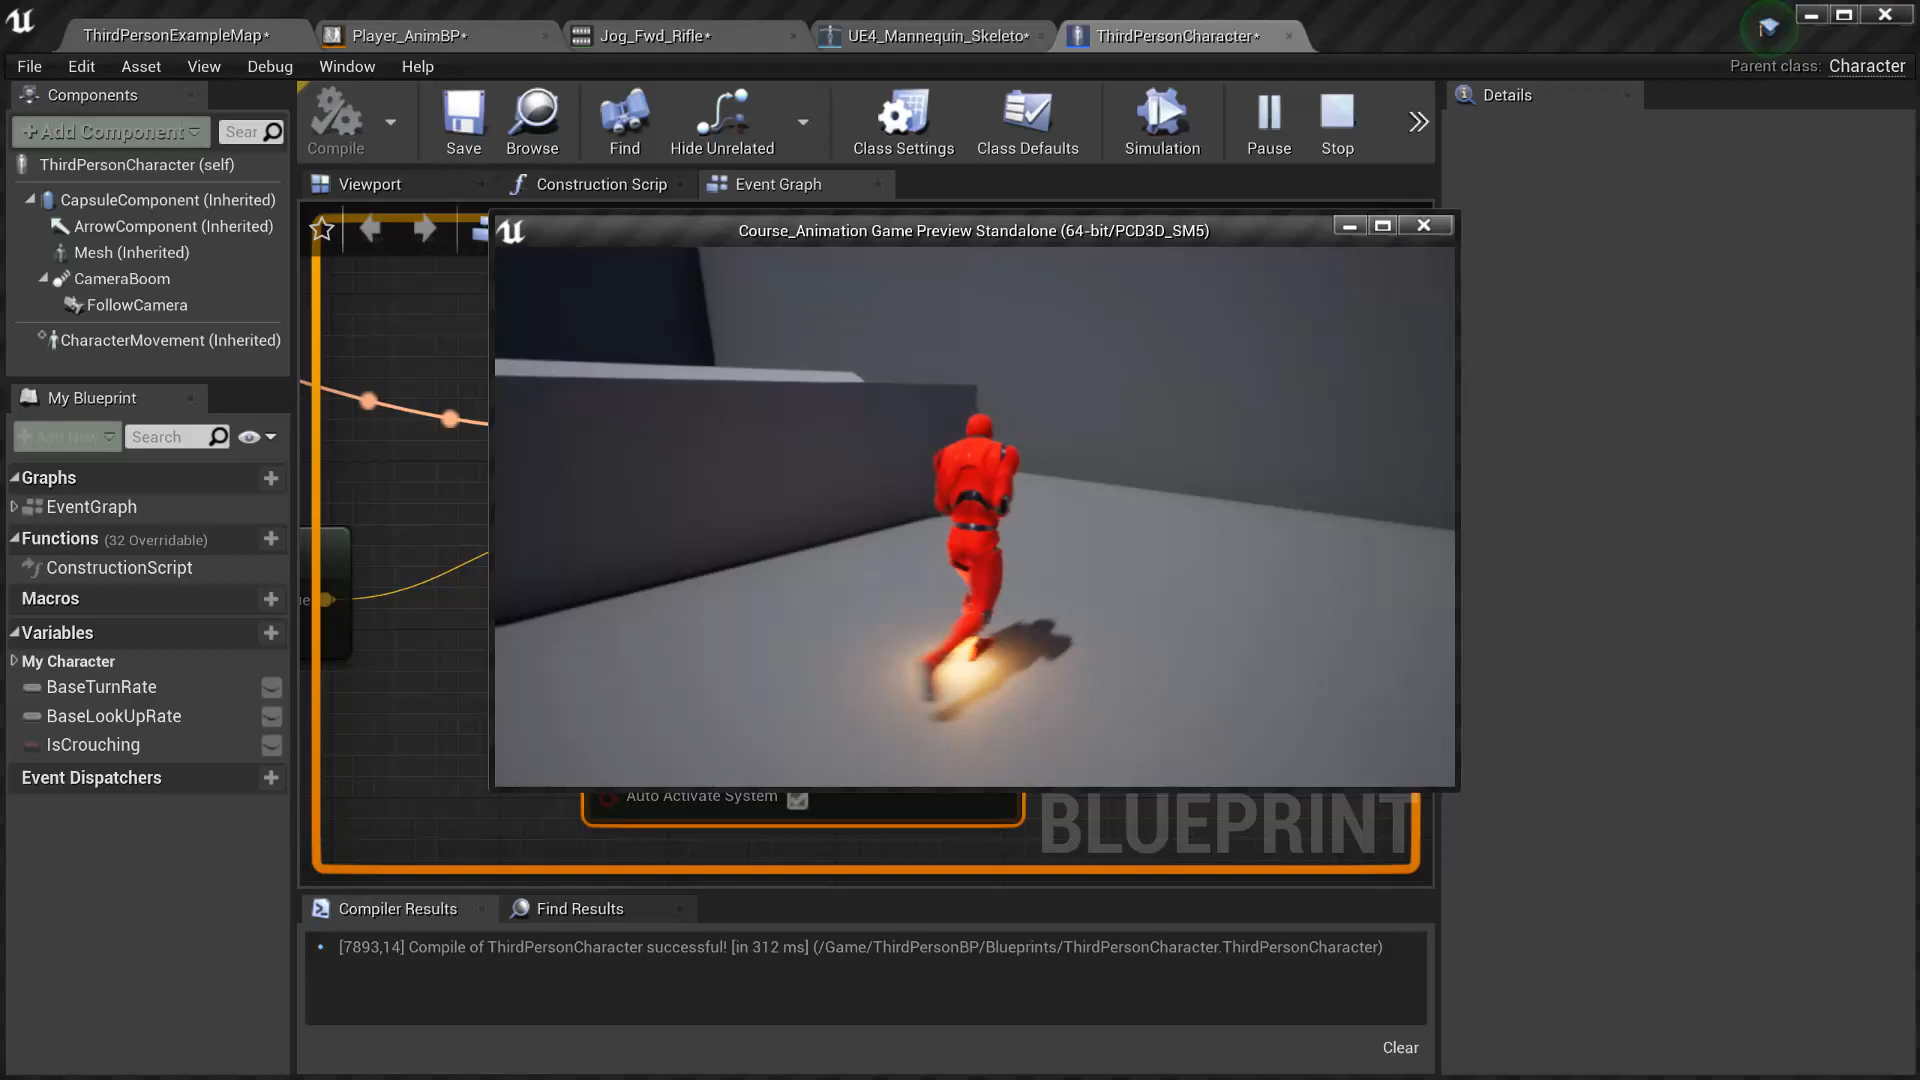 ThirdPersonExampleMap*
Player_AnimBP*
Jog_Fwd_Rifle*
UE4_Mannequin_Skeleto*
ThirdPersonCharacter*
File
Edit
Asset
View
Debug
Window
Help
Parent class: Character
Components
+Add Component
Sear
ThirdPersonCharacter (self)
CapsuleComponent (Inherited)
ArrowComponent (Inherited)
Mesh (Inherited)
CameraBoom
FollowCamera
CharacterMovement (Inherited)
My Blueprint
+ Add New
Search
Graphs
EventGraph
Functions (32 Overridable)
ConstructionScript
Macros
Variables
My Character
BaseTurnRate
BaseLookUpRate
IsCrouching
Event Dispatchers
Compile
Save
Browse
Find
Hide Unrelated
Class Settings
Class Defaults
Simulation
Pause
Stop
Viewport
Construction Scrip
Event Graph
Course_Animation Game Preview Standalone (64-bit/PCD3D_SM5)
Auto Activate System
BLUEPRINT
Compiler Results
Find Results
[7893,14] Compile of ThirdPersonCharacter successful! [in 312 ms] (/Game/ThirdPersonBP/Blueprints/ThirdPersonCharacter.ThirdPersonCharacter)
Clear
Details